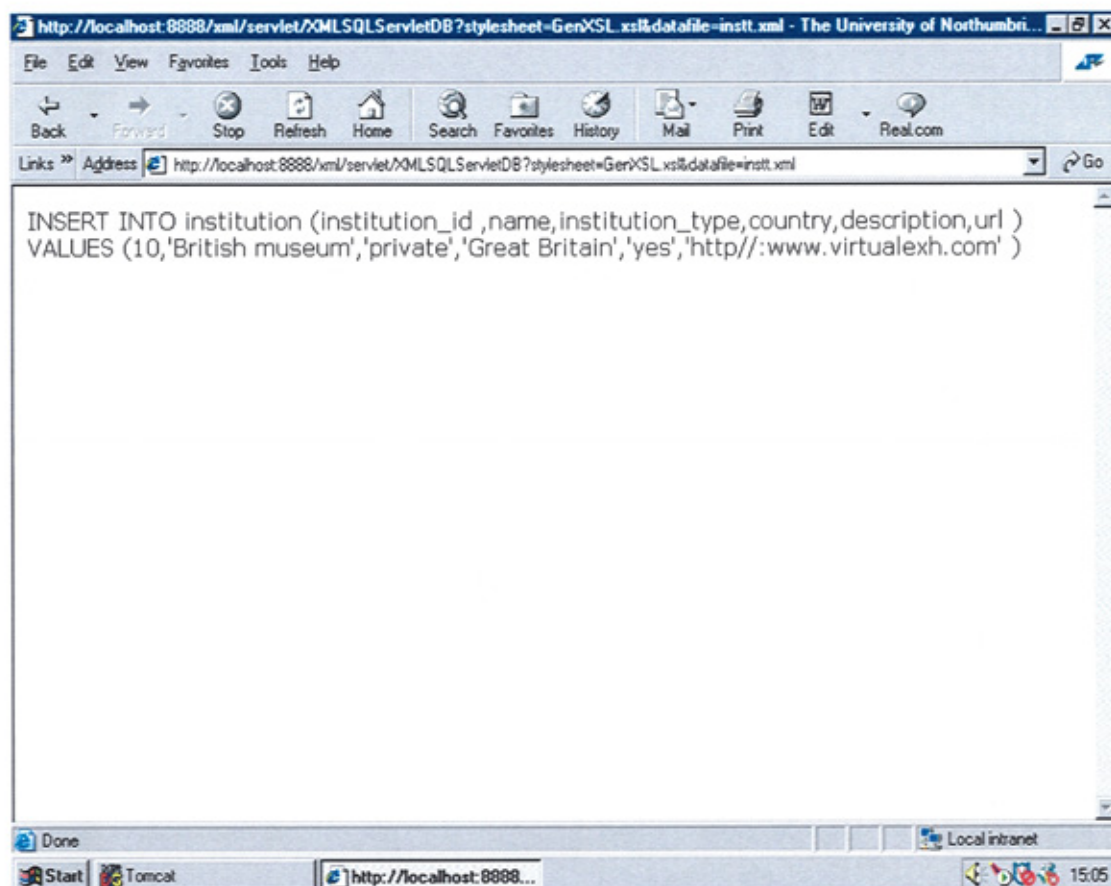 http://localhost:8888/xml/servlet/XMLSQLServletDB?stylesheet=GenXSL.xsl&datafile=instt.xml - The University of Northumbri...
File Edit View Favorites Tools Help
Back Forward Stop Refresh Home Search Favorites History Mail Print Edit Real.com
Links » Address http://localhost:8888/xml/servlet/XMLSQLServletDB?stylesheet=GenXSL.xsl&datafile=instt.xml Go
INSERT INTO institution (institution_id ,name,institution_type,country,description,url )
VALUES (10,'British museum','private','Great Britain','yes','http//:www.virtualexh.com' )
Done Local intranet
Start Tomcat http://localhost:8888... 15:05